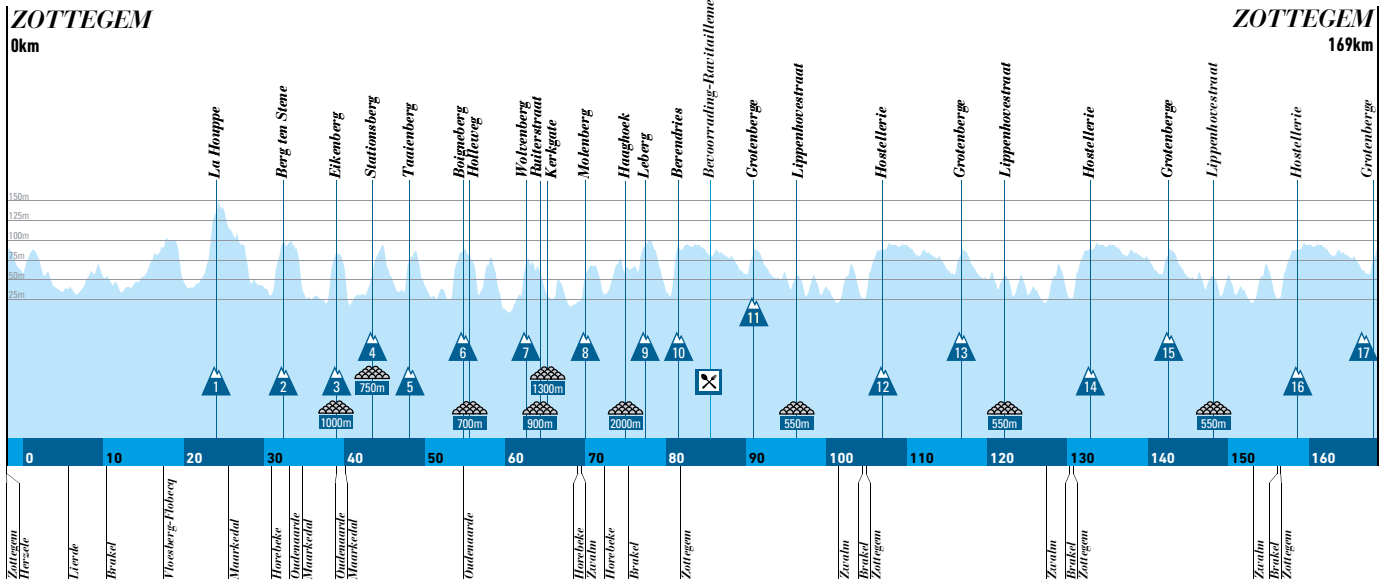 ZOTTEGEM
0km
ZOTTEGEM
169km
La Houppe
Berg ten Stene
Eikenberg
Stationsberg
Taaienberg
Boigneberg
Holleweg
Wolvenberg
Ruiterstraat
Kerkgate
Molenberg
Haaghoek
Leberg
Berendries
Bevoorrading-Ravitailleme
Grotenberge
Lippenhovestraat
Hostellerie
Grotenberge
Lippenhovestraat
Hostellerie
Grotenberge
Lippenhovestraat
Hostellerie
Grotenberge
150m
125m
100m
75m
50m
25m
11
4
6
7
8
9
10
13
15
17
1
2
3
750m
5
1300m
12
14
16
1000m
700m
900m
2000m
550m
550m
550m
0 10 20 30 40 50 60 70 80 90 100 110 120 130 140 150 160
Zottegem
Herzele
Lierde
Brakel
Vloesberg-Flobecq
Maarkedal
Horebeke
Oudenaarde
Maarkedal
Oudenaarde
Maarkedal
Oudenaarde
Horebeke
Zwalm
Horebeke
Brakel
Zottegem
Zwalm
Brakel
Zottegem
Zwalm
Brakel
Zottegem
Zwalm
Brakel
Zottegem